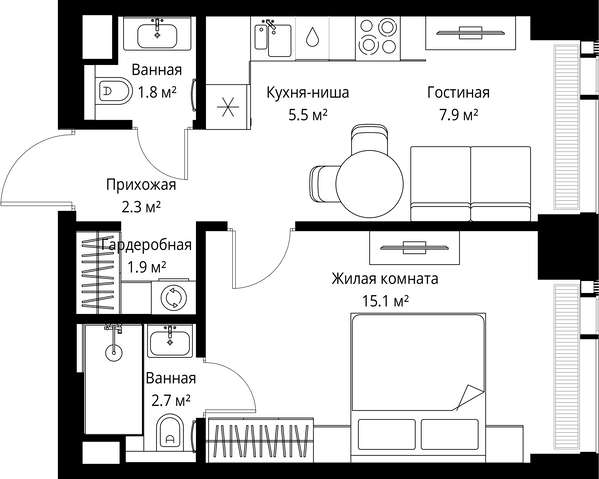 Ванная
1.8 м²
Кухня-ниша
5.5 м²
Гостиная
7.9 м²
Прихожая
2.3 м²
Гардеробная
1.9 м²
Жилая комната
15.1 м²
Ванная
2.7 м²